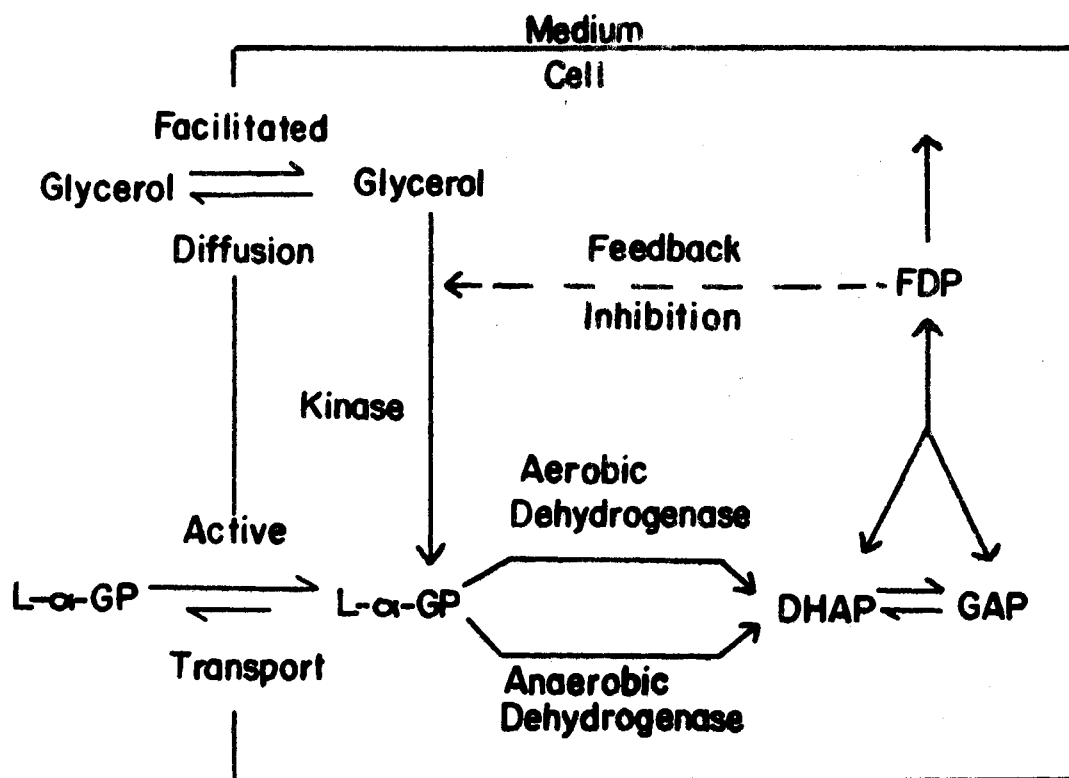 Medium
Cell
Facilitated
Glycerol
Glycerol
Diffusion
Feedback
Inhibition
FDP
Kinase
Aerobic
Dehydrogenase
Active
L-α-GP
L-α-GP
DHAP
GAP
Transport
Anaerobic
Dehydrogenase